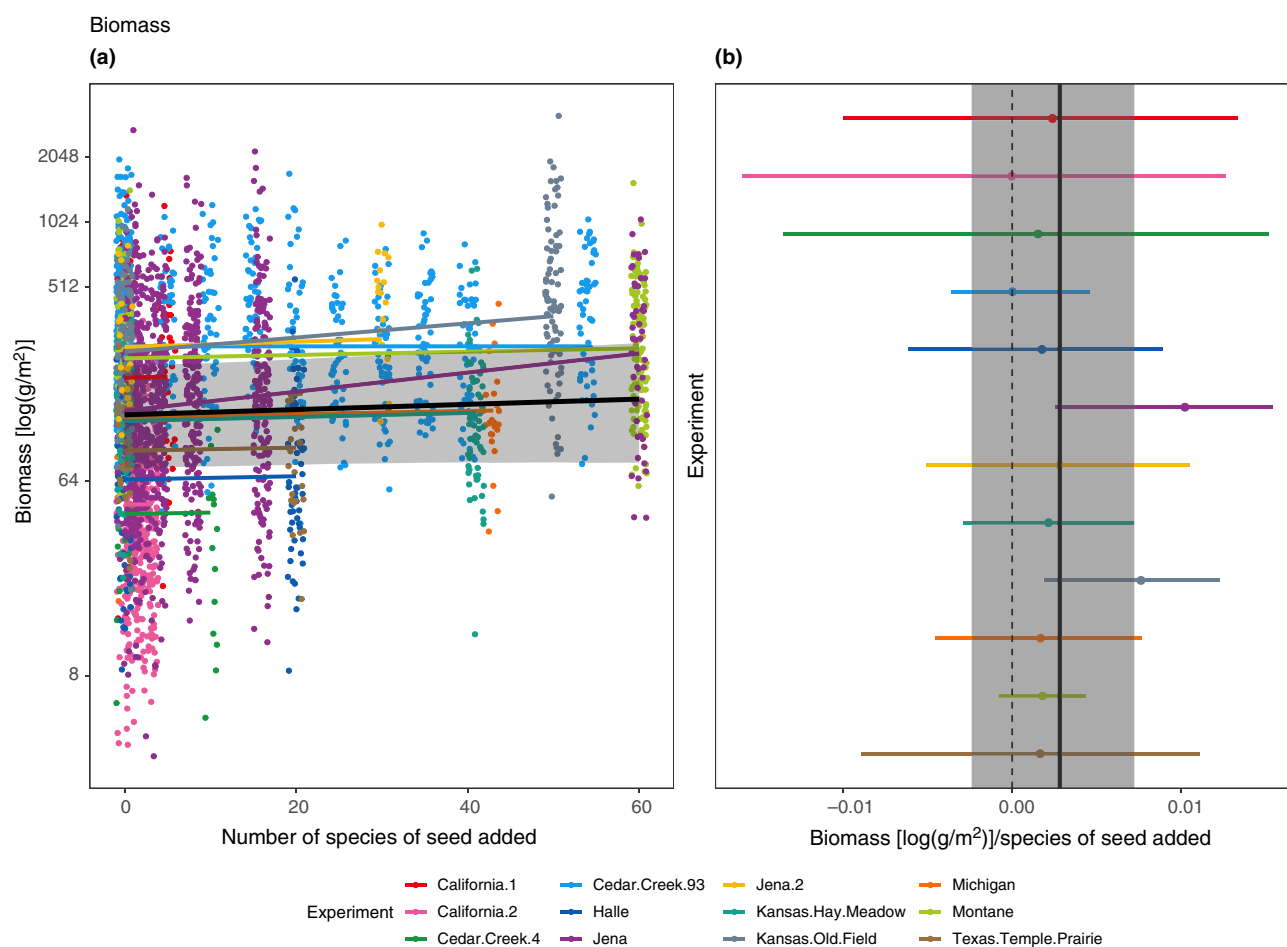 Biomass
(a)
(b)
2048
1024
512
64
8
Biomass [log(g/m²)]
0
20
40
60
Number of species of seed added
Experiment
−0.01
0.00
0.01
Biomass [log(g/m²)]/species of seed added
Experiment
California.1
Cedar.Creek.93
Jena.2
Michigan
California.2
Halle
Kansas.Hay.Meadow
Montane
Cedar.Creek.4
Jena
Kansas.Old.Field
Texas.Temple.Prairie